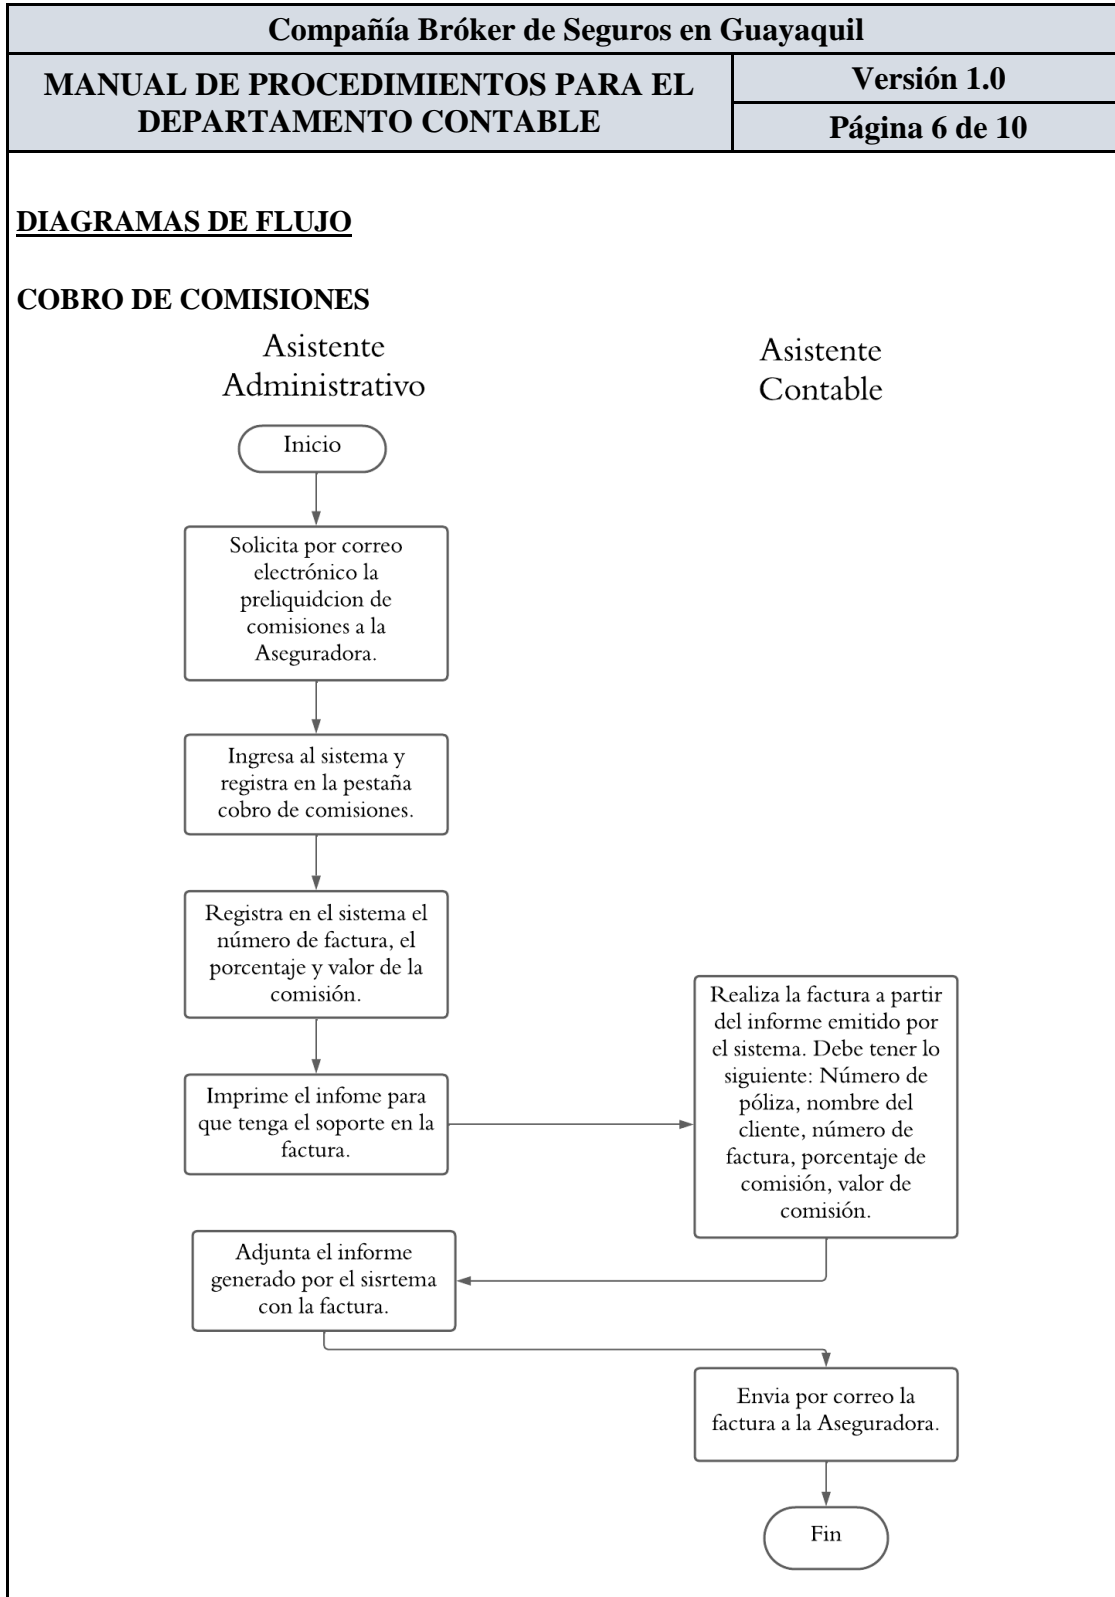 Compañía Bróker de Seguros en Guayaquil
MANUAL DE PROCEDIMIENTOS PARA EL
DEPARTAMENTO CONTABLE
Versión 1.0
Página 6 de 10
DIAGRAMAS DE FLUJO
COBRO DE COMISIONES
Asistente
Administrativo
Asistente
Contable
Inicio
Solicita por correo
electrónico la
preliquidcion de
comisiones a la
Aseguradora.
Ingresa al sistema y
registra en la pestaña
cobro de comisiones.
Registra en el sistema el
número de factura, el
porcentaje y valor de la
comisión.
Imprime el infome para
que tenga el soporte en la
factura.
Realiza la factura a partir
del informe emitido por
el sistema. Debe tener lo
siguiente: Número de
póliza, nombre del
cliente, número de
factura, porcentaje de
comisión, valor de
comisión.
Adjunta el informe
generado por el sisrtema
con la factura.
Envia por correo la
factura a la Aseguradora.
Fin